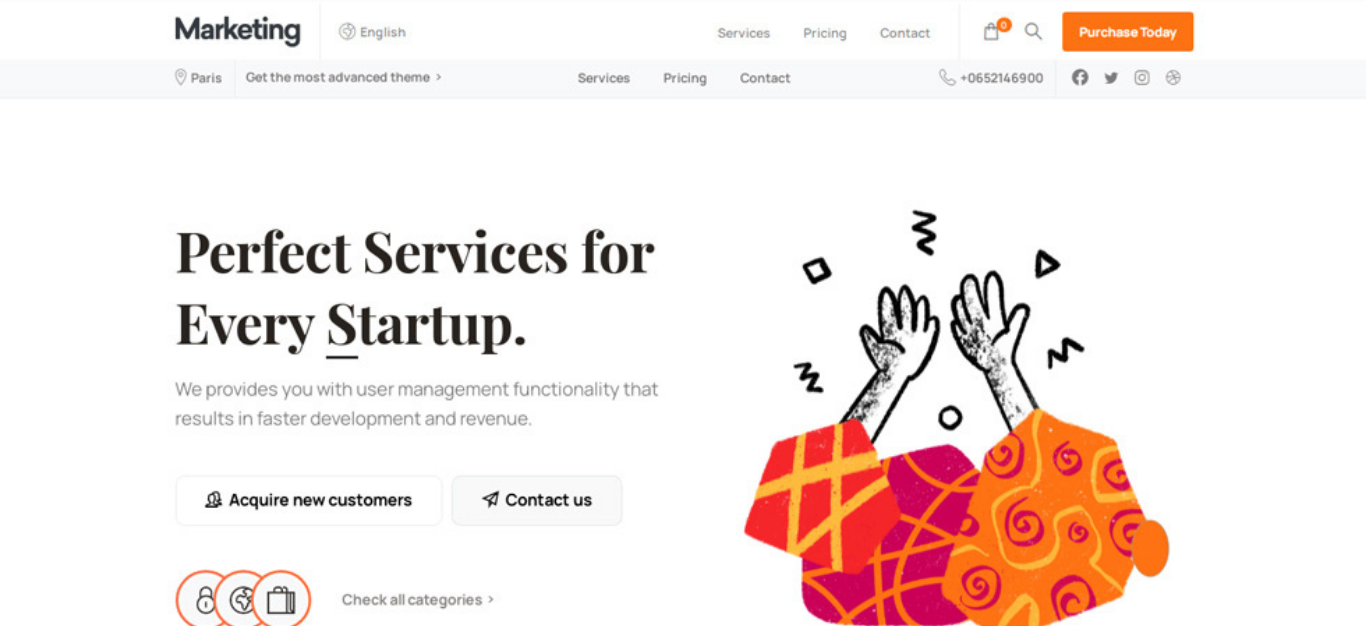 Marketing
English
Services
Pricing
Contact
0
Purchase Today
Paris
Get the most advanced theme >
Services
Pricing
Contact
+0652146900
Perfect Services for
Every Startup.
We provides you with user management functionality that
results in faster development and revenue.
Acquire new customers
Contact us
Check all categories >